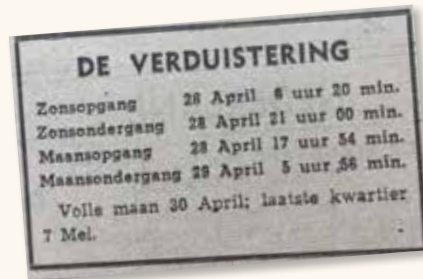 DE VERDUISTERING
Zonsopgang 28 April 6 uur 20 min.
Zonsondergang 28 April 21 uur 00 min.
Maansopgang 28 April 17 uur 54 min.
Maansondergang 29 April 5 uur 56 min.
Volle maan 30 April; laatste kwartier
7 Mei.